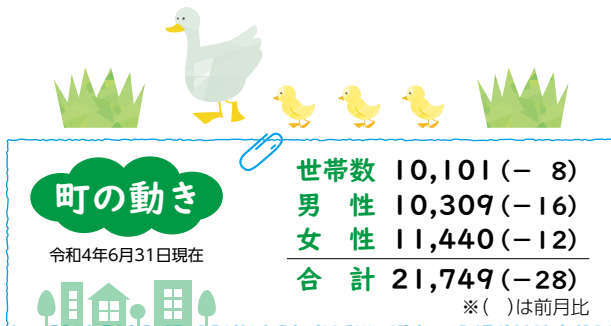 町の動き
令和4年6月31日現在
世帯数 10,101(− 8)
男 性 10,309(−16)
女 性 11,440(−12)
合 計 21,749(−28)
※( )は前月比